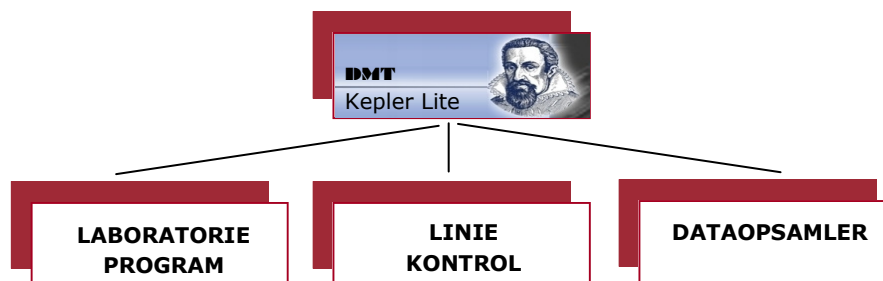 DMT
Kepler Lite
LABORATORIE
PROGRAM
LINIE
KONTROL
DATAOPSAMLER